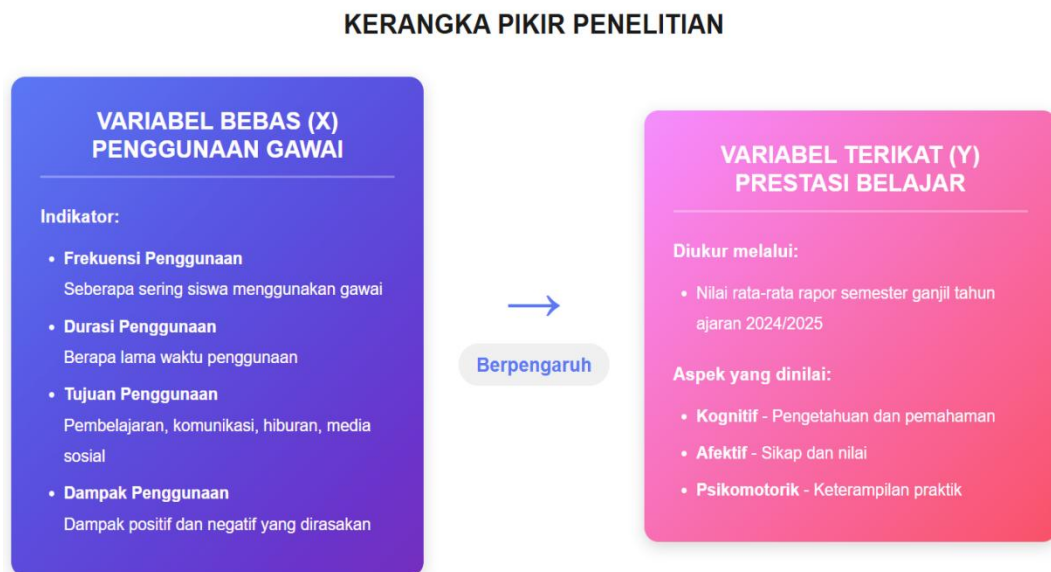 KERANGKA PIKIR PENELITIAN
VARIABEL BEBAS (X)
PENGGUNAAN GAWAI
Indikator:
• Frekuensi Penggunaan
Seberapa sering siswa menggunakan gawai
• Durasi Penggunaan
Berapa lama waktu penggunaan
• Tujuan Penggunaan
Pembelajaran, komunikasi, hiburan, media
sosial
• Dampak Penggunaan
Dampak positif dan negatif yang dirasakan
→
Berpengaruh
VARIABEL TERIKAT (Y)
PRESTASI BELAJAR
Diukur melalui:
• Nilai rata-rata rapor semester ganjil tahun
ajaran 2024/2025
Aspek yang dinilai:
• Kognitif - Pengetahuan dan pemahaman
• Afektif - Sikap dan nilai
• Psikomotorik - Keterampilan praktik